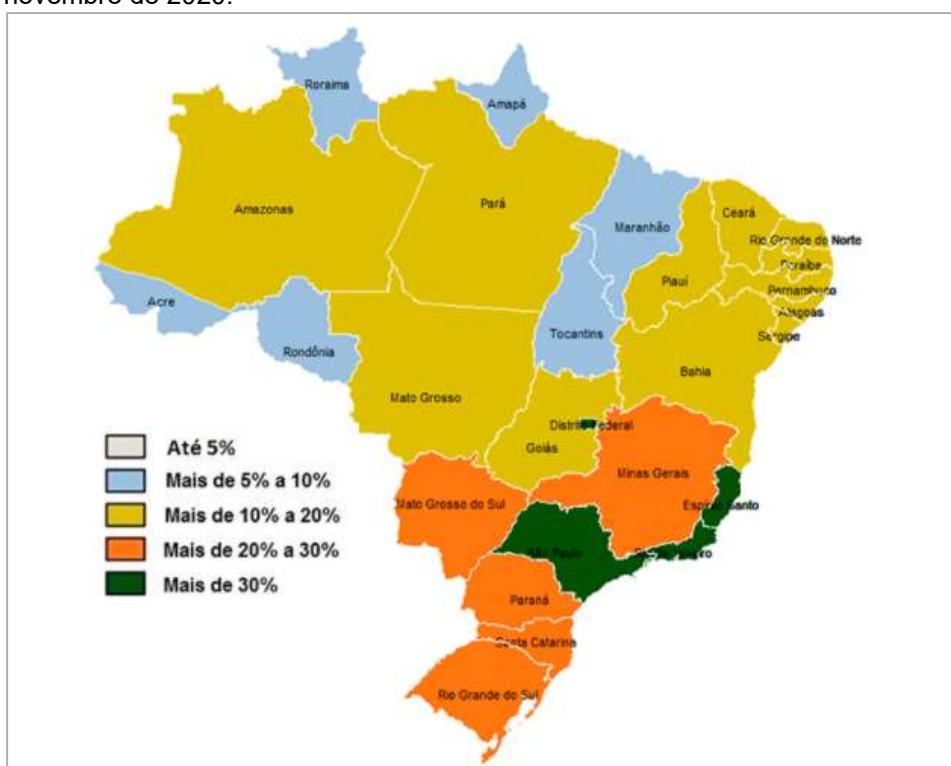 novembro de 2020.
Roraima
Amapá
Amazonas
Pará
Maranhão
Ceará
Rio Grande do Norte
Paraíba
Piauí
Pernambuco
Alagoas
Acre
Sergipe
Tocantins
Rondônia
Bahia
Mato Grosso
Distrito Federal
Goiás
Até 5%
Minas Gerais
Mais de 5% a 10%
Mato Grosso do Sul
Espírito Santo
Mais de 10% a 20%
Mais de 20% a 30%
São Paulo
Rio de Janeiro
Mais de 30%
Paraná
Santa Catarina
Rio Grande do Sul